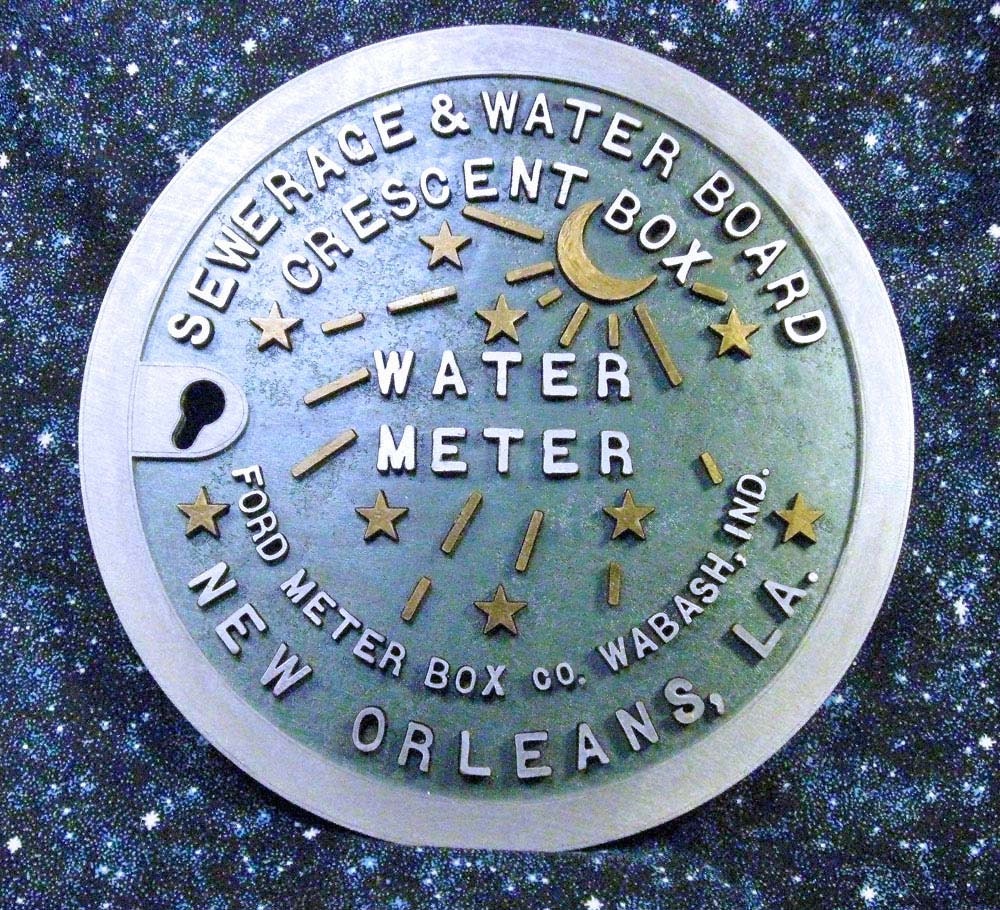 SEWERAGE & WATER BOARD
CRESCENT BOX
WATER
METER
FORD METER BOX CO. WABASH, IND.
NEW ORLEANS, LA.